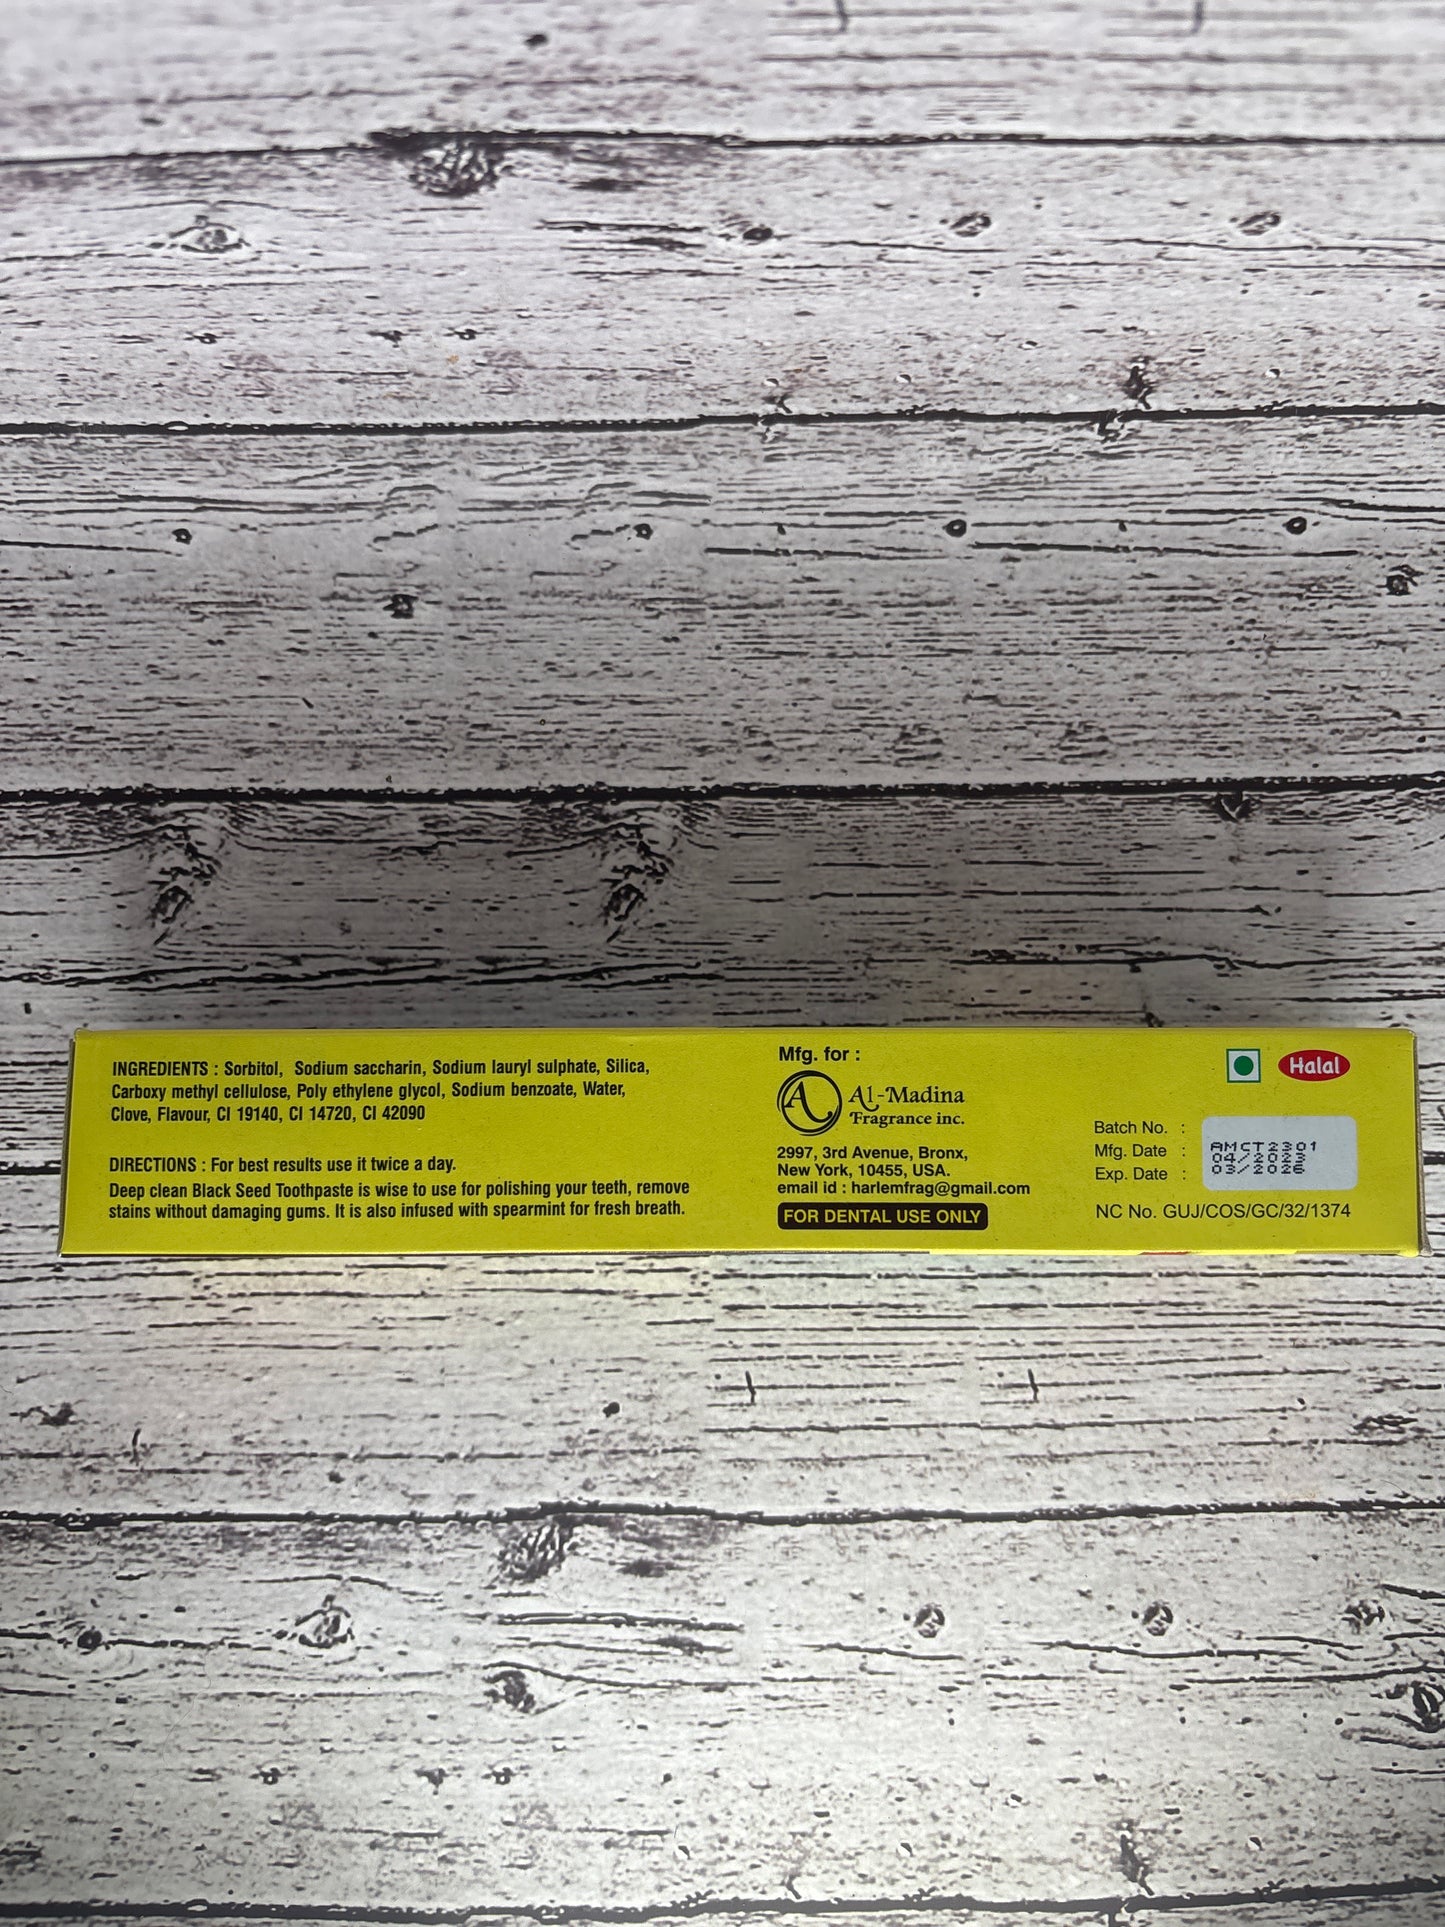 INGREDIENTS : Sorbitol, Sodium saccharin, Sodium lauryl sulphate, Silica,
Carboxy methyl cellulose, Poly ethylene glycol, Sodium benzoate, Water,
Clove, Flavour, CI 19140, CI 14720, CI 42090
DIRECTIONS : For best results use it twice a day.
Deep clean Black Seed Toothpaste is wise to use for polishing your teeth, remove
stains without damaging gums. It is also infused with spearmint for fresh breath.
Mfg. for :
Al-Madina
Fragrance inc.
2997, 3rd Avenue, Bronx,
New York, 10455, USA.
email id : harlemfrag@gmail.com
FOR DENTAL USE ONLY
Halal
Batch No. : AMCT2301
Mfg. Date : 04/2023
Exp. Date : 03/2026
NC No. GUJ/COS/GC/32/1374